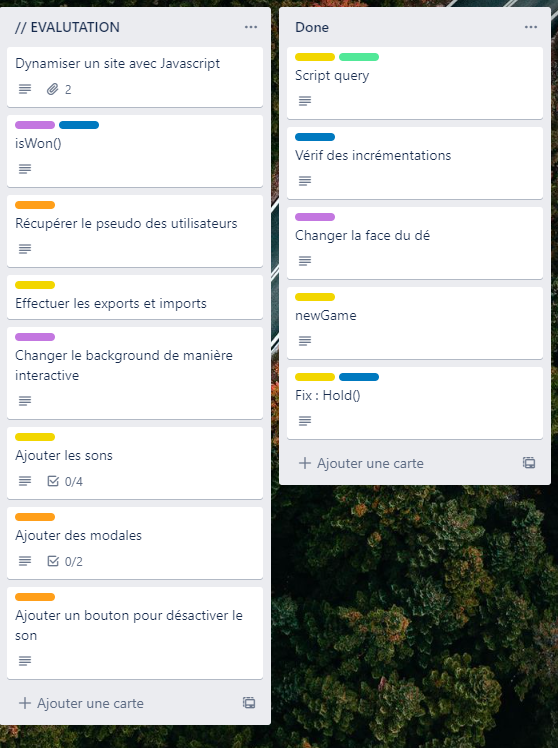 // EVALUTATION
Dynamiser un site avec Javascript
2
isWon()
Récupérer le pseudo des utilisateurs
Effectuer les exports et imports
Changer le background de manière
interactive
Ajouter les sons
0/4
Ajouter des modales
0/2
Ajouter un bouton pour désactiver le
son
+ Ajouter une carte
Done
Script query
Vérif des incrémentations
Changer la face du dé
newGame
Fix : Hold()
+ Ajouter une carte